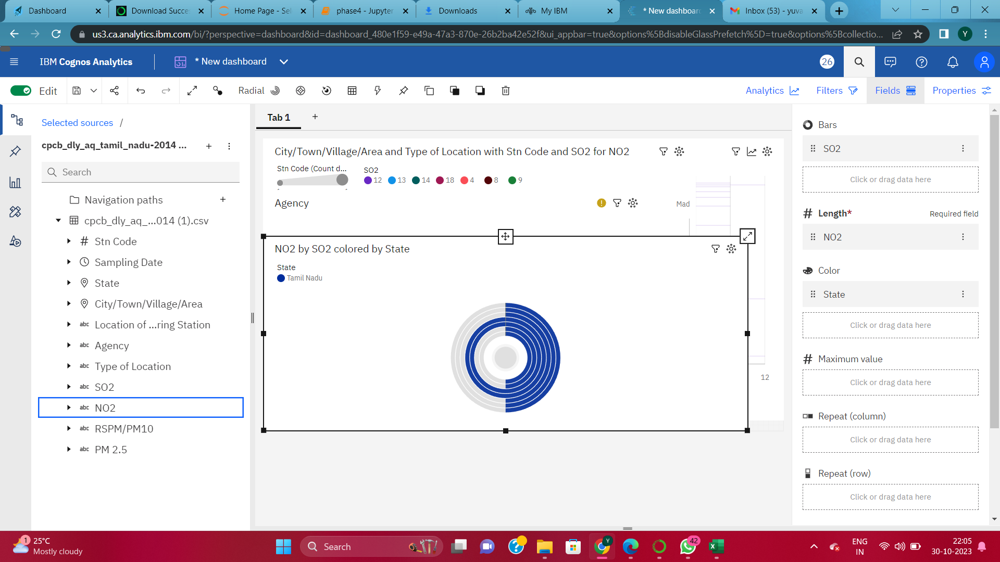 Dashboard
Download Succes
Home Page - Sel
phase4 - Jupyter
Downloads
My IBM
* New dashboard
Inbox (53) - yuva
us3.ca.analytics.ibm.com/bi/?perspective=dashboard&id=dashboard_480e1f59-e49a-47a3-870e-26b2ba42e52f&ui_appbar=true&options%5BdisableGlassPrefetch%5D=true&options%5Bcollectio...
Y
IBM Cognos Analytics
* New dashboard
26
Edit
Radial
Analytics
Filters
Fields
Properties
Selected sources /
cpcb_dly_aq_tamil_nadu-2014 ...
Search
Navigation paths
cpcb_dly_aq_...014 (1).csv
# Stn Code
Sampling Date
State
City/Town/Village/Area
abc Location of ...ring Station
abc Agency
abc Type of Location
abc SO2
abc NO2
abc RSPM/PM10
abc PM 2.5
Tab 1
City/Town/Village/Area and Type of Location with Stn Code and SO2 for NO2
Stn Code (Count d...
SO2
12 13 14 18 4 8 9
Agency
Mad
NO2 by SO2 colored by State
State
Tamil Nadu
12
Bars
SO2
Click or drag data here
# Length*
Required field
NO2
Color
State
Click or drag data here
# Maximum value
Click or drag data here
Repeat (column)
Click or drag data here
Repeat (row)
Click or drag data here
1
25°C
Mostly cloudy
Search
Y
42
ENG
IN
22:05
30-10-2023